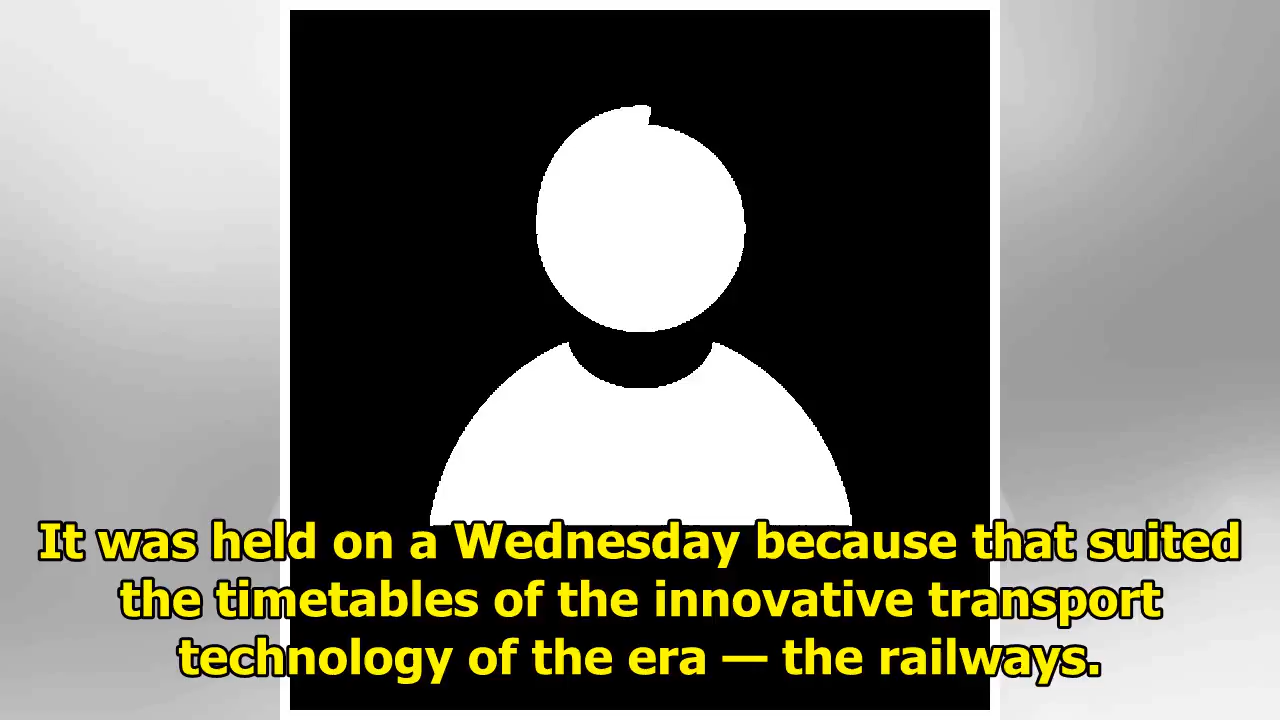 It was held on a Wednesday because that suited
the timetables of the innovative transport
technology of the era — the railways.